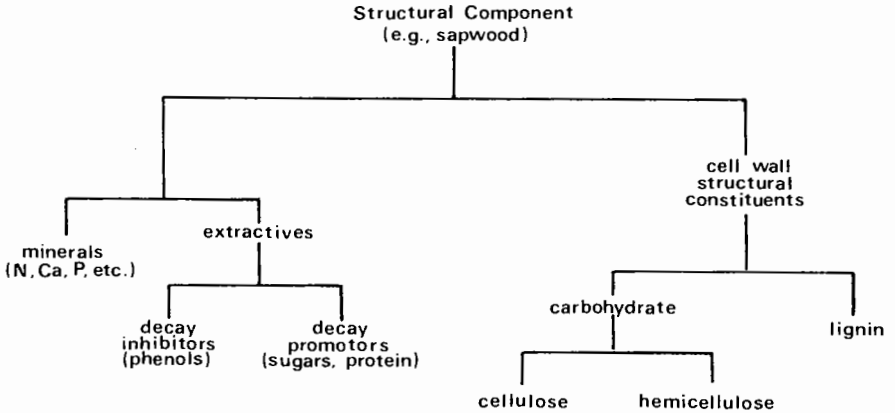 Structural Component
(e.g., sapwood)
cell wall
structural
constituents
extractives
minerals
(N, Ca, P, etc.)
carbohydrate
lignin
decay
inhibitors
(phenols)
decay
promotors
(sugars, protein)
cellulose
hemicellulose